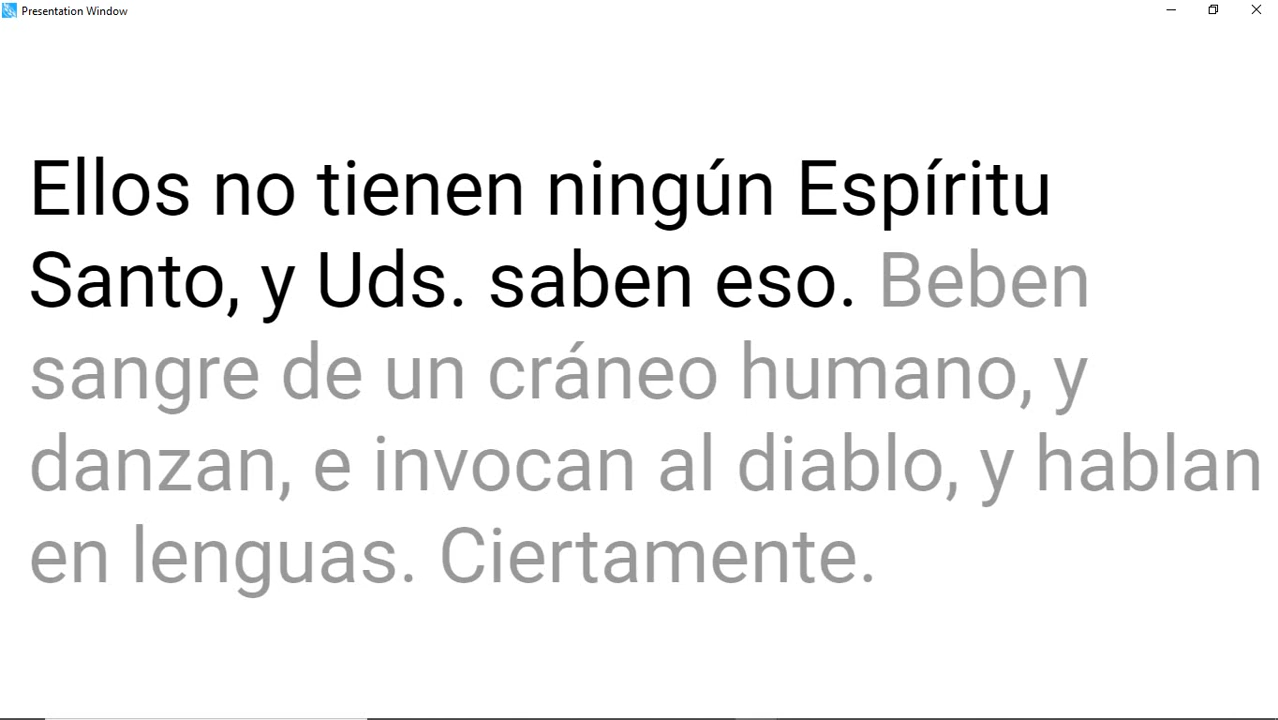 Presentation Window
Ellos no tienen ningún Espíritu
Santo, y Uds. saben eso. Beben
sangre de un cráneo humano, y
danzan, e invocan al diablo, y hablan
en lenguas. Ciertamente.